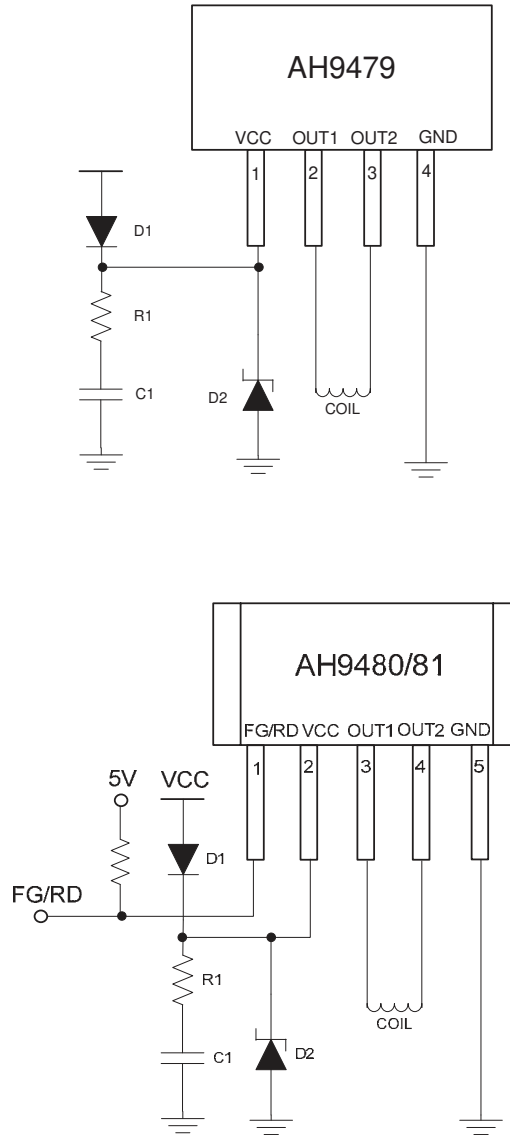 AH9479
VCC OUT1 OUT2 GND
1 2 3 4
D1
R1
C1
D2
COIL
AH9480/81
FG/RD VCC OUT1 OUT2 GND
1 2 3 4 5
5V VCC
D1
FG/RD
R1
COIL
C1 D2